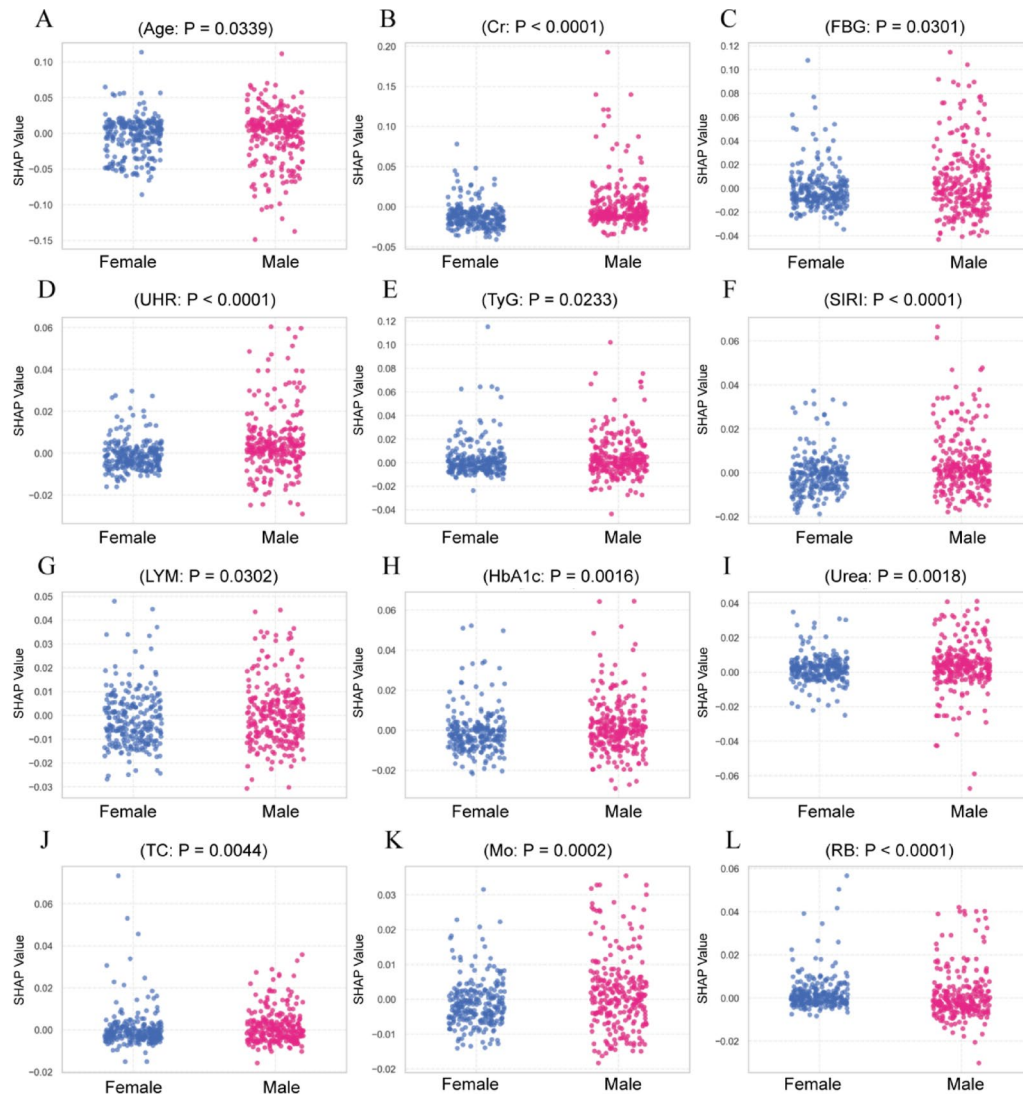 A (Age: P = 0.0339)
SHAP Value
0.10
0.05
0.00
−0.05
−0.10
−0.15
Female Male
B (Cr: P < 0.0001)
SHAP Value
0.20
0.15
0.10
0.05
0.00
−0.05
Female Male
C (FBG: P = 0.0301)
SHAP Value
0.12
0.10
0.08
0.06
0.04
0.02
0.00
−0.02
−0.04
Female Male
D (UHR: P < 0.0001)
SHAP Value
0.06
0.04
0.02
0.00
−0.02
Female Male
E (TyG: P = 0.0233)
SHAP Value
0.12
0.10
0.08
0.06
0.04
0.02
0.00
−0.02
−0.04
Female Male
F (SIRI: P < 0.0001)
SHAP Value
0.06
0.04
0.02
0.00
−0.02
Female Male
G (LYM: P = 0.0302)
SHAP Value
0.05
0.04
0.03
0.02
0.01
0.00
−0.01
−0.02
−0.03
Female Male
H (HbA1c: P = 0.0016)
SHAP Value
0.06
0.04
0.02
0.00
−0.02
Female Male
I (Urea: P = 0.0018)
SHAP Value
0.04
0.02
0.00
−0.02
−0.04
−0.06
Female Male
J (TC: P = 0.0044)
SHAP Value
0.06
0.04
0.02
0.00
−0.02
Female Male
K (Mo: P = 0.0002)
SHAP Value
0.03
0.02
0.01
0.00
−0.01
−0.02
Female Male
L (RB: P < 0.0001)
SHAP Value
0.06
0.04
0.02
0.00
−0.02
Female Male